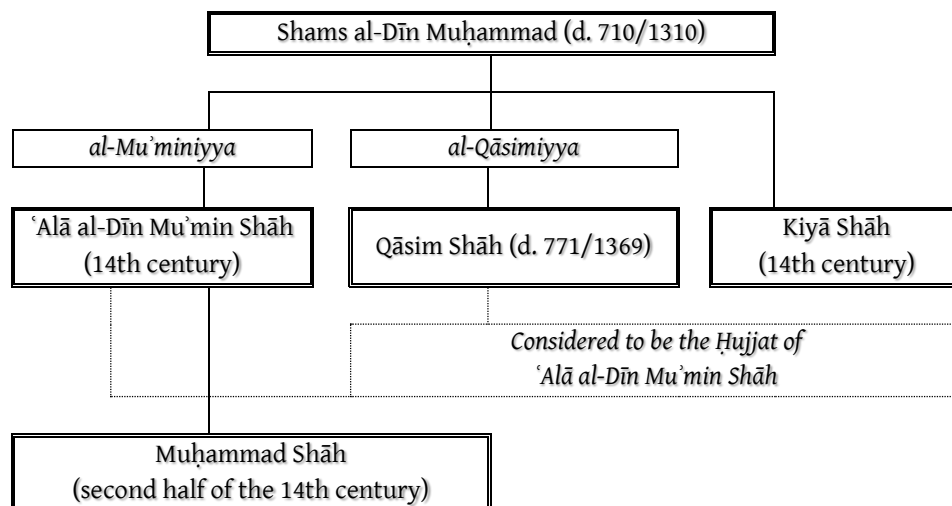 Shams al-Dīn Muḥammad (d. 710/1310)
al-Muʾminiyya
al-Qāsimiyya
ʿAlā al-Dīn Muʾmin Shāh
(14th century)
Qāsim Shāh (d. 771/1369)
Kiyā Shāh
(14th century)
Considered to be the Ḥujjat of
ʿAlā al-Dīn Muʾmin Shāh
Muḥammad Shāh
(second half of the 14th century)